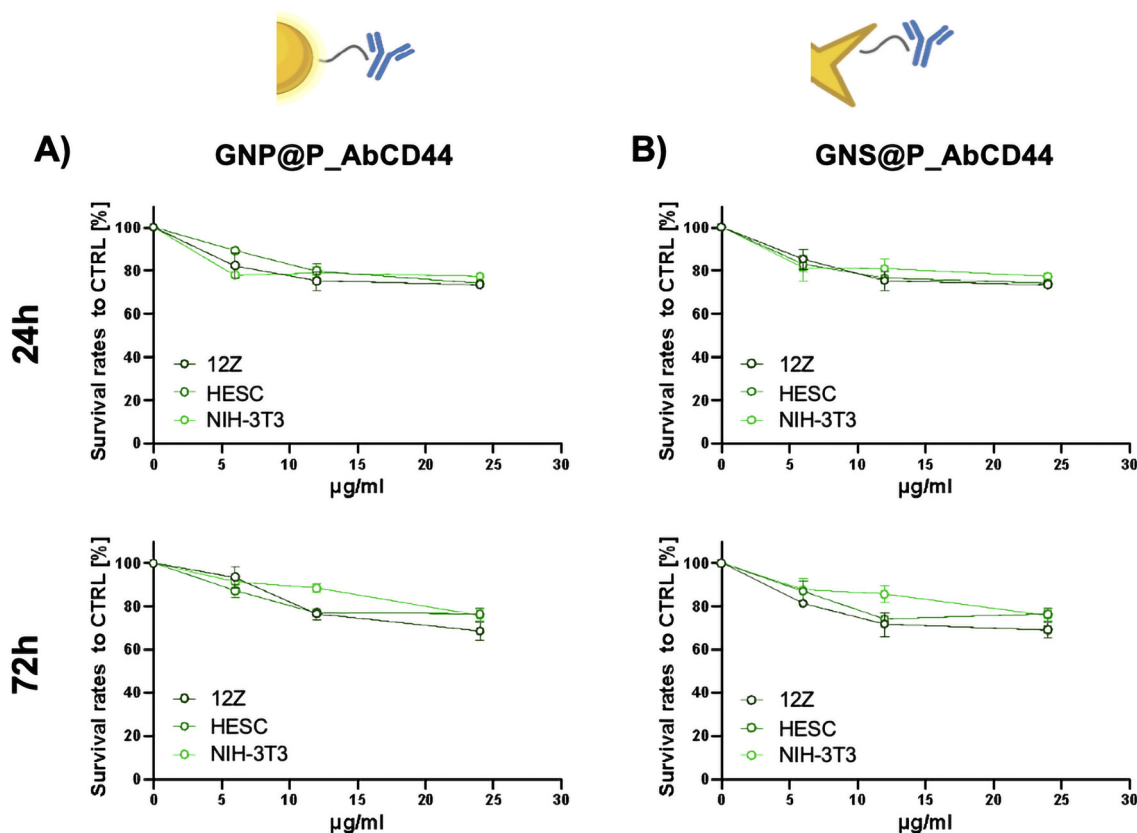 A)
GNP@P_AbCD44
B)
GNS@P_AbCD44
24h
Survival rates to CTRL [%]
100
80
60
40
20
0
12Z
HESC
NIH-3T3
0 5 10 15 20 25 30
µg/ml
Survival rates to CTRL [%]
100
80
60
40
20
0
12Z
HESC
NIH-3T3
0 5 10 15 20 25 30
µg/ml
72h
Survival rates to CTRL [%]
100
80
60
40
20
0
12Z
HESC
NIH-3T3
0 5 10 15 20 25 30
µg/ml
Survival rates to CTRL [%]
100
80
60
40
20
0
12Z
HESC
NIH-3T3
0 5 10 15 20 25 30
µg/ml